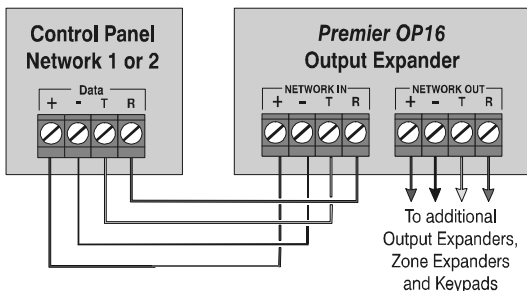 Control Panel
Network 1 or 2
Data
+ - T R
Premier OP16
Output Expander
NETWORK IN
+ - T R
NETWORK OUT
+ - T R
To additional
Output Expanders,
Zone Expanders
and Keypads